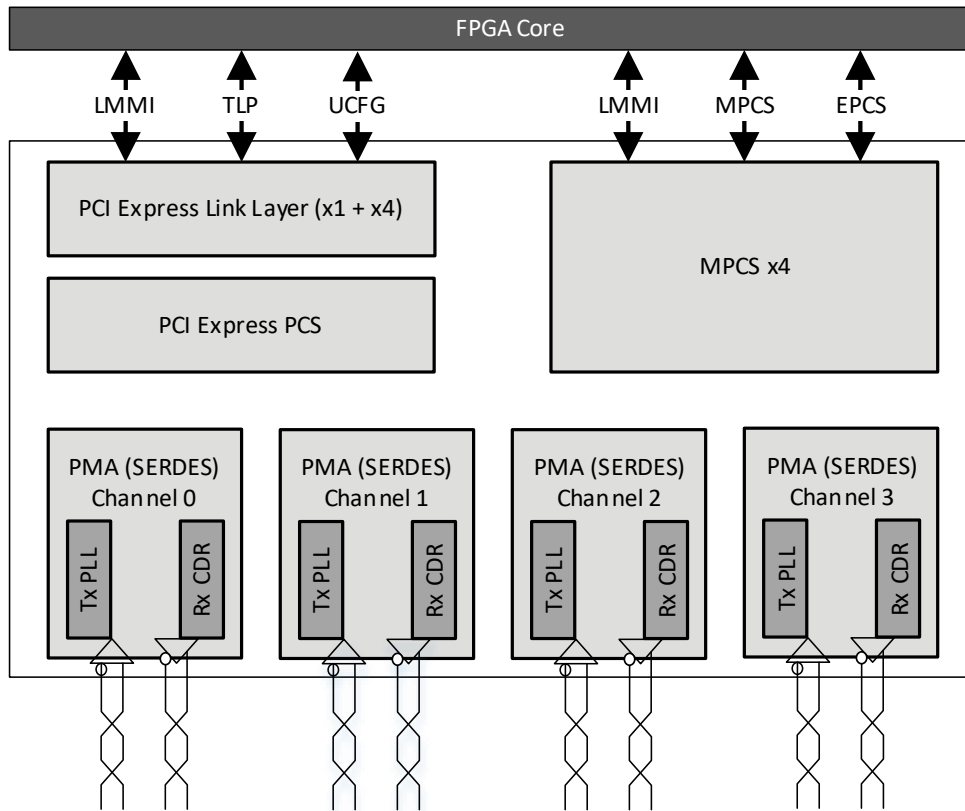 FPGA Core
LMMI TLP UCFG LMMI MPCS EPCS
PCI Express Link Layer (x1 + x4)
MPCS x4
PCI Express PCS
PMA (SERDES)
Channel 0
Tx PLL
Rx CDR
PMA (SERDES)
Channel 1
Tx PLL
Rx CDR
PMA (SERDES)
Channel 2
Tx PLL
Rx CDR
PMA (SERDES)
Channel 3
Tx PLL
Rx CDR